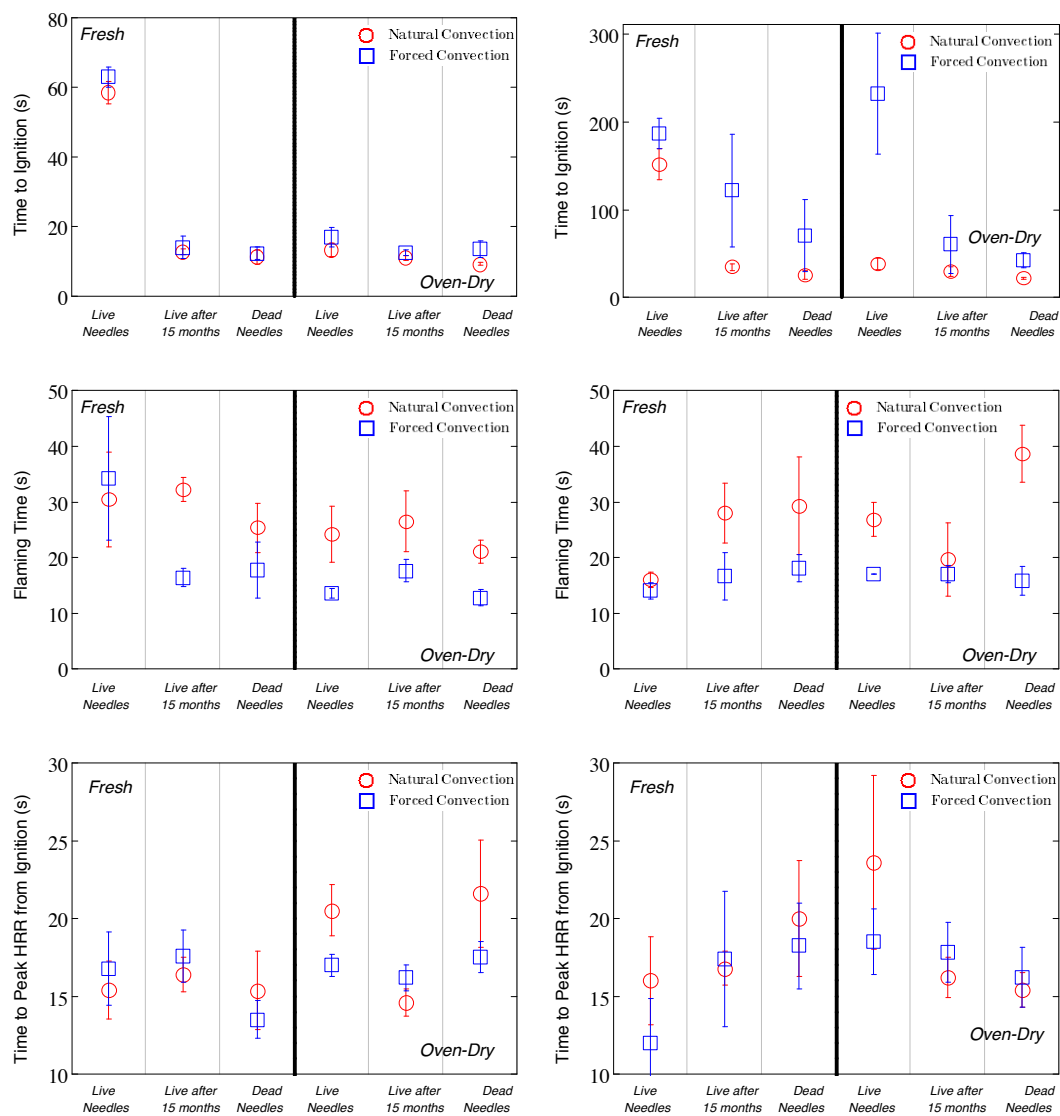 80
60
40
20
0
Time to Ignition (s)
Fresh
Natural Convection
Forced Convection
Oven-Dry
Live Needles
Live after 15 months
Dead Needles
Live Needles
Live after 15 months
Dead Needles
300
200
100
0
Time to Ignition (s)
Fresh
Natural Convection
Forced Convection
Oven-Dry
Live Needles
Live after 15 months
Dead Needles
Live Needles
Live after 15 months
Dead Needles
50
40
30
20
10
0
Flaming Time (s)
Fresh
Natural Convection
Forced Convection
Oven-Dry
Live Needles
Live after 15 months
Dead Needles
Live Needles
Live after 15 months
Dead Needles
50
40
30
20
10
0
Flaming Time (s)
Fresh
Natural Convection
Forced Convection
Oven-Dry
Live Needles
Live after 15 months
Dead Needles
Live Needles
Live after 15 months
Dead Needles
30
25
20
15
10
Time to Peak HRR from Ignition (s)
Fresh
Natural Convection
Forced Convection
Oven-Dry
Live Needles
Live after 15 months
Dead Needles
Live Needles
Live after 15 months
Dead Needles
30
25
20
15
10
Time to Peak HRR from Ignition (s)
Fresh
Natural Convection
Forced Convection
Oven-Dry
Live Needles
Live after 15 months
Dead Needles
Live Needles
Live after 15 months
Dead Needles